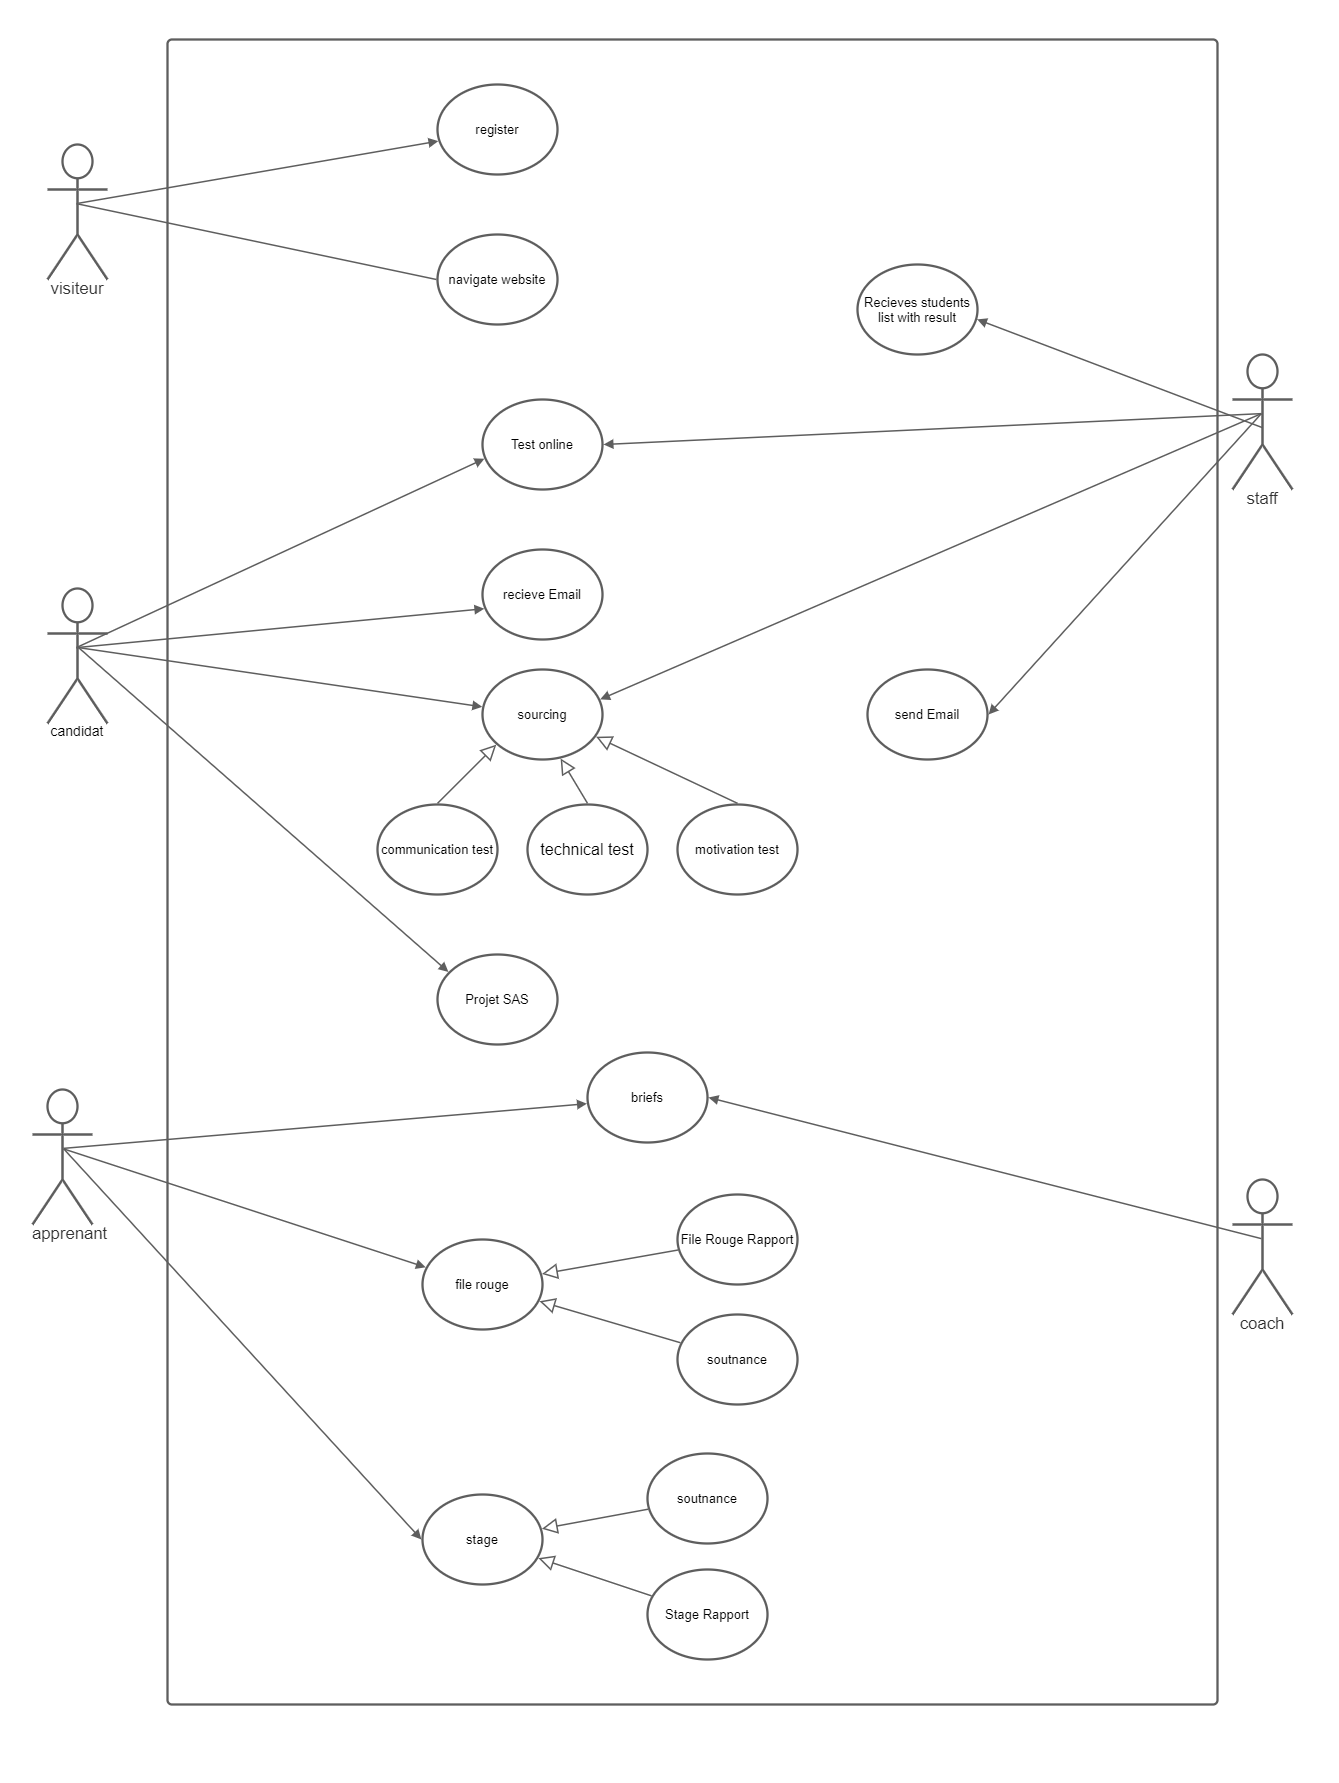 register
visiteur
navigate website
Recieves students
list with result
Test online
staff
recieve Email
sourcing
send Email
candidat
communication test
technical test
motivation test
Projet SAS
briefs
apprenant
File Rouge Rapport
file rouge
coach
soutnance
soutnance
stage
Stage Rapport